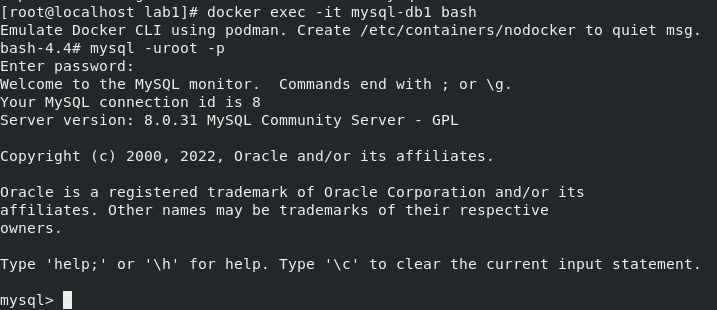 [root@localhost lab1]# docker exec -it mysql-db1 bash
Emulate Docker CLI using podman. Create /etc/containers/nodocker to quiet msg.
bash-4.4# mysql -uroot -p
Enter password:
Welcome to the MySQL monitor.  Commands end with ; or \g.
Your MySQL connection id is 8
Server version: 8.0.31 MySQL Community Server - GPL

Copyright (c) 2000, 2022, Oracle and/or its affiliates.

Oracle is a registered trademark of Oracle Corporation and/or its
affiliates. Other names may be trademarks of their respective
owners.

Type 'help;' or '\h' for help. Type '\c' to clear the current input statement.

mysql>